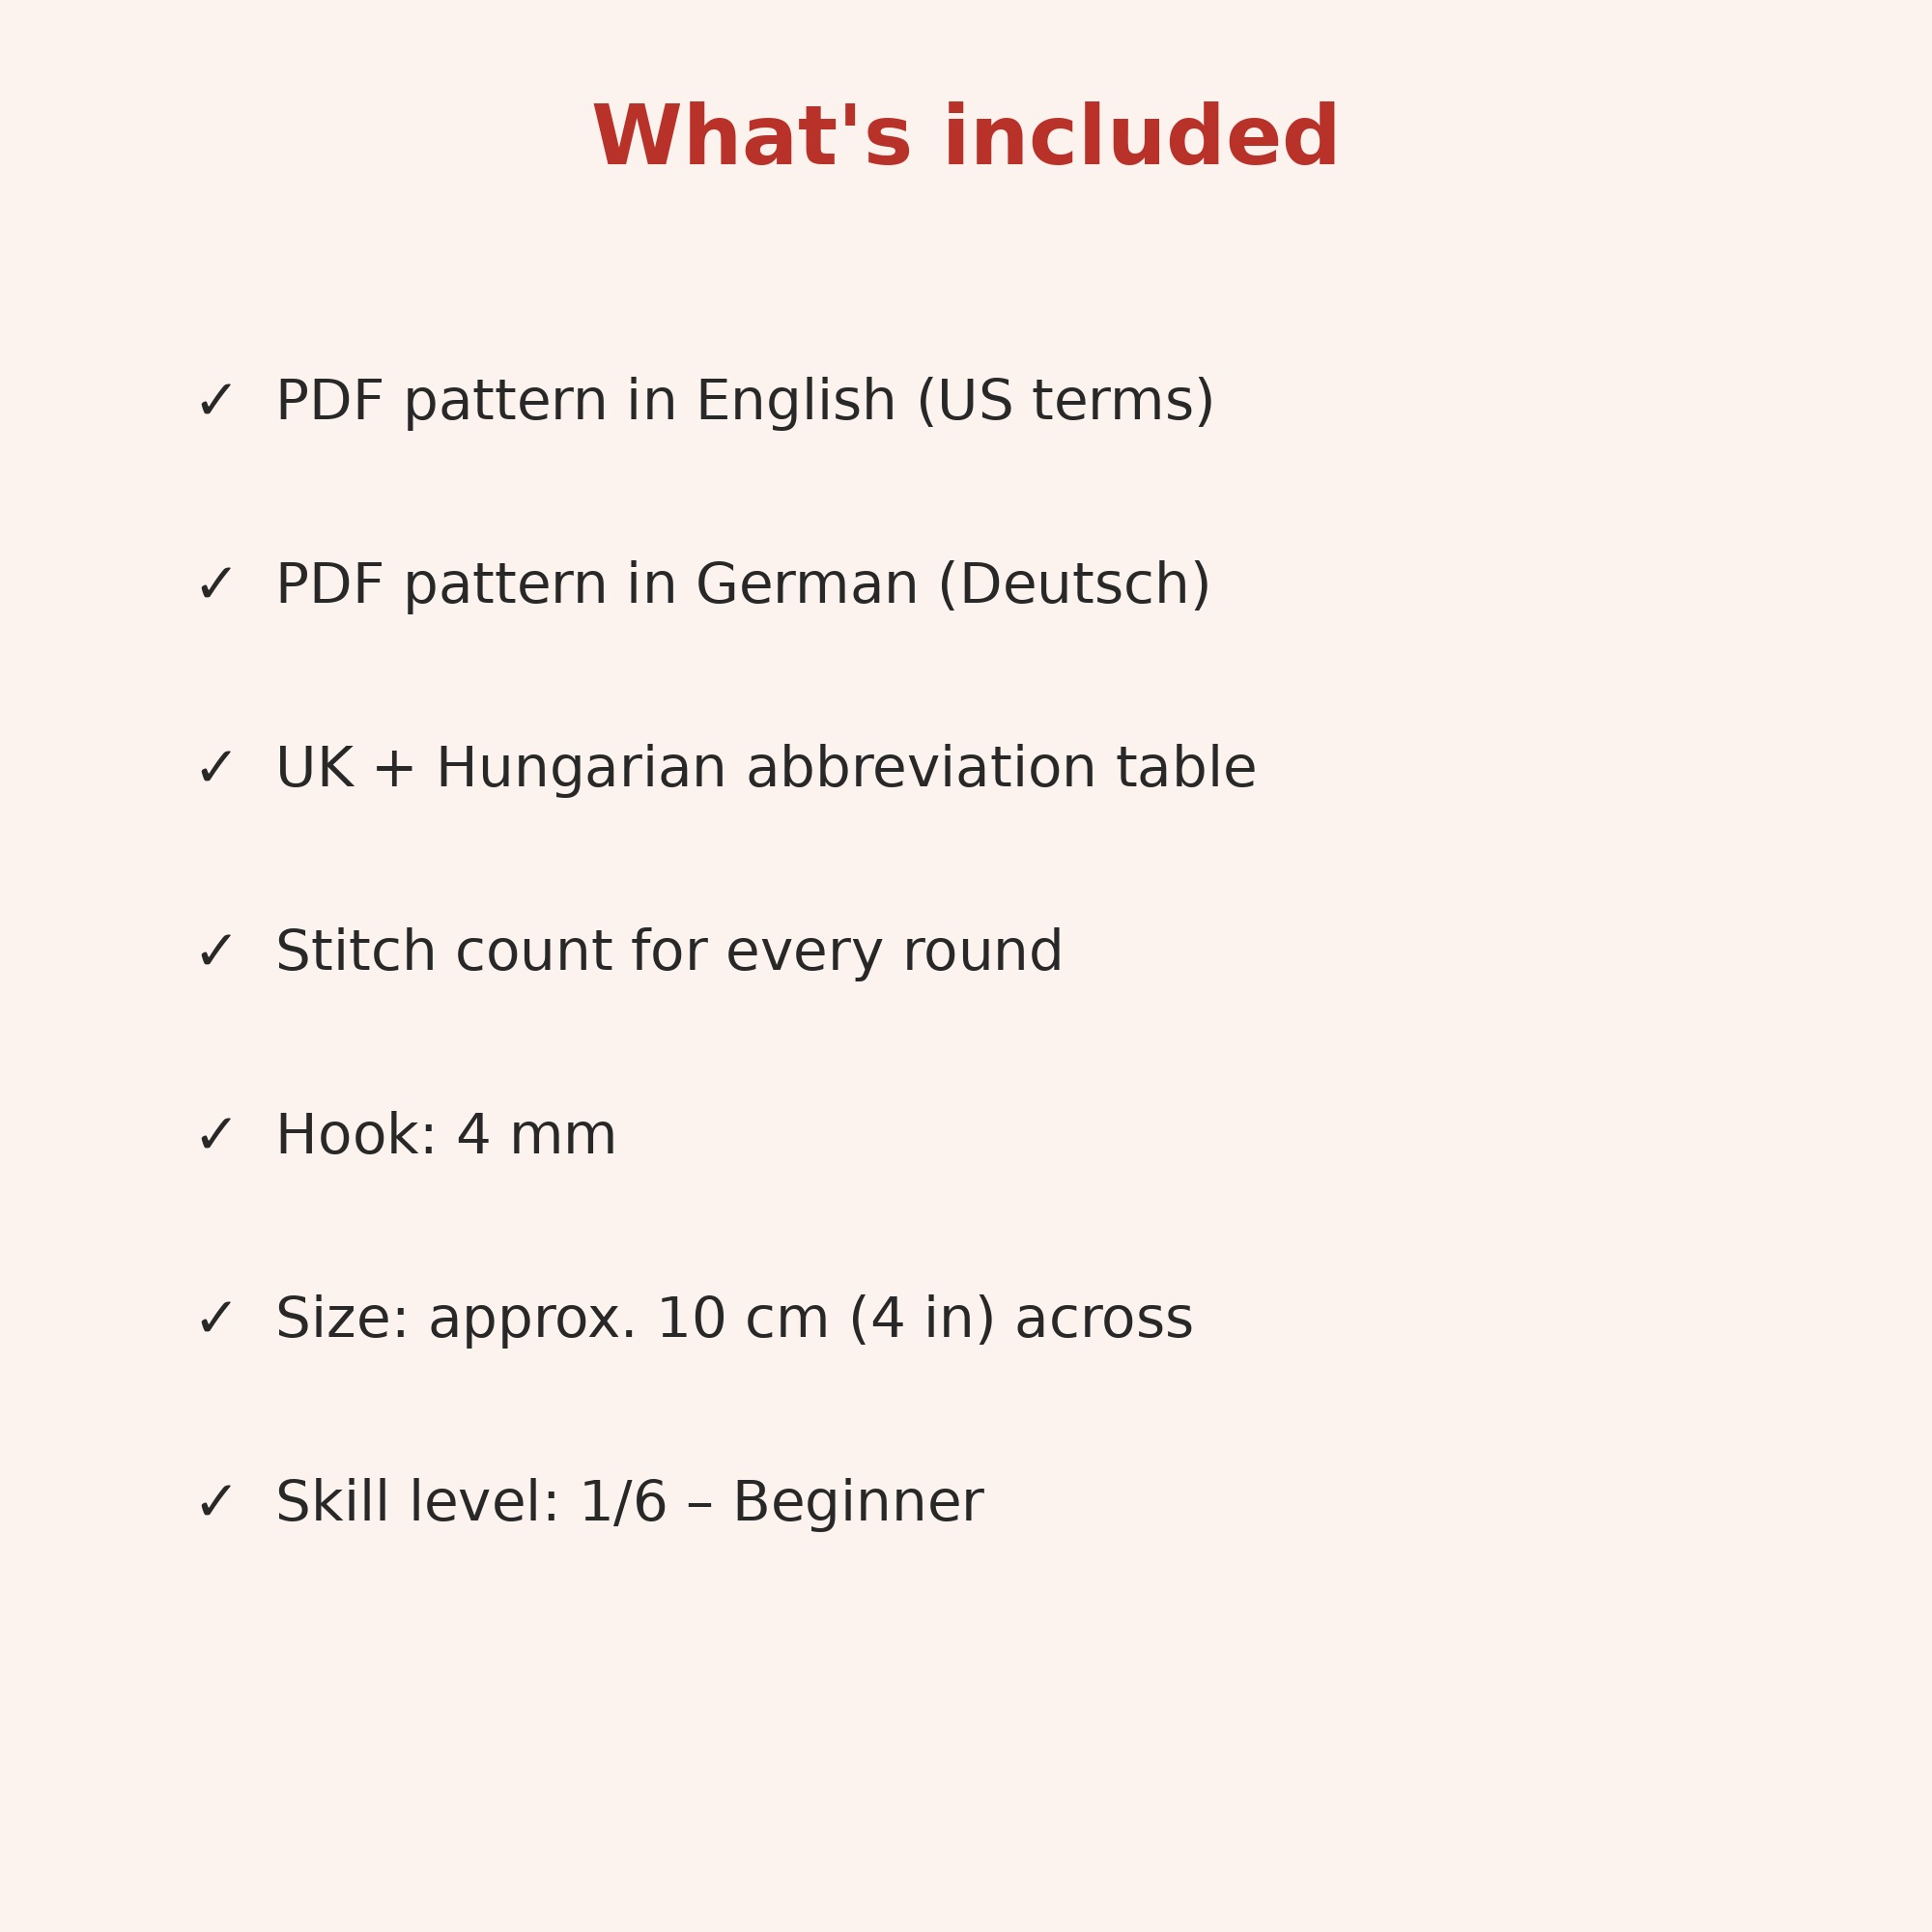 What's included
✓ PDF pattern in English (US terms)
✓ PDF pattern in German (Deutsch)
✓ UK + Hungarian abbreviation table
✓ Stitch count for every round
✓ Hook: 4 mm
✓ Size: approx. 10 cm (4 in) across
✓ Skill level: 1/6 – Beginner